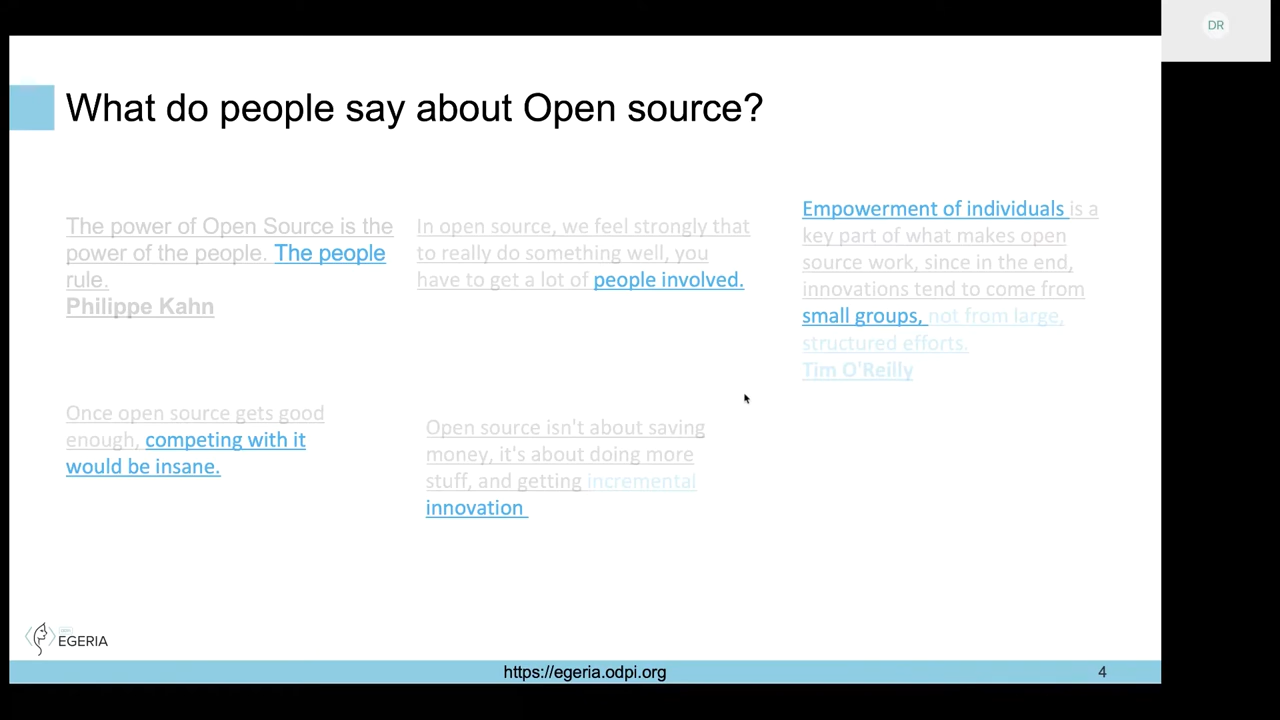 DR
What do people say about Open source?
The power of Open Source is the
power of the people. The people
rule.
Philippe Kahn
In open source, we feel strongly that
to really do something well, you
have to get a lot of people involved.
Empowerment of individuals is a
key part of what makes open
source work, since in the end,
innovations tend to come from
small groups, not from large,
structured efforts.
Tim O'Reilly
Once open source gets good
enough, competing with it
would be insane.
Open source isn't about saving
money, it's about doing more
stuff, and getting incremental
innovation
EGERIA
https://egeria.odpi.org
4